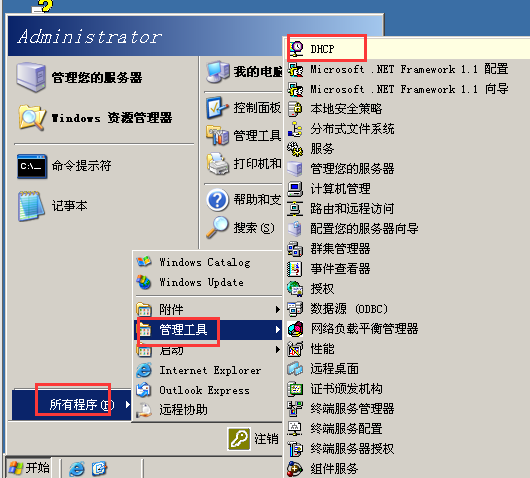 Administrator
管理您的服务器
Windows 资源管理器
命令提示符
记事本
我的电脑
控制面板
管理工具
打印机和
帮助和支
搜索(S)
Windows Catalog
Windows Update
附件
管理工具
启动
Internet Explorer
Outlook Express
远程协助
所有程序(P)
注销
开始
DHCP
Microsoft .NET Framework 1.1 配置
Microsoft .NET Framework 1.1 向导
本地安全策略
分布式文件系统
服务
管理您的服务器
计算机管理
路由和远程访问
配置您的服务器向导
群集管理器
事件查看器
授权
数据源 (ODBC)
网络负载平衡管理器
性能
远程桌面
证书颁发机构
终端服务管理器
终端服务配置
终端服务器授权
组件服务